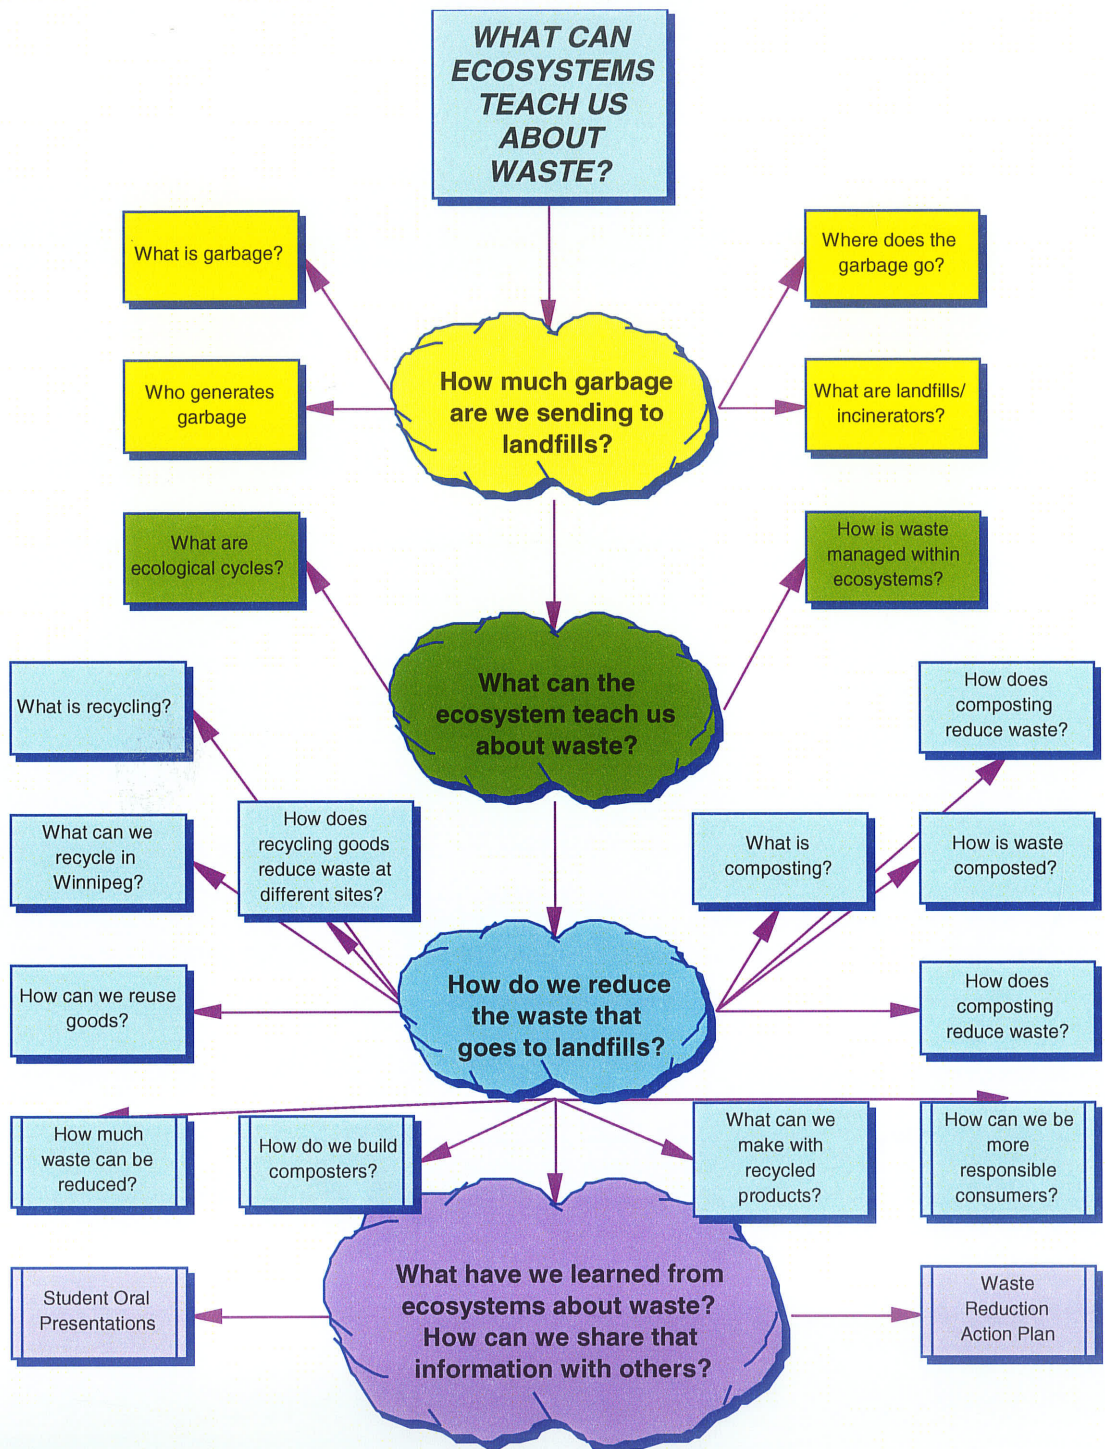 WHAT CAN
ECOSYSTEMS
TEACH US
ABOUT
WASTE?
What is garbage?
Where does the
garbage go?
Who generates
garbage
How much garbage
are we sending to
landfills?
What are landfills/
incinerators?
What are
ecological cycles?
How is waste
managed within
ecosystems?
What can the
ecosystem teach us
about waste?
What is recycling?
How does
composting
reduce waste?
What can we
recycle in
Winnipeg?
How does
recycling goods
reduce waste at
different sites?
What is
composting?
How is waste
composted?
How can we reuse
goods?
How do we reduce
the waste that
goes to landfills?
How does
composting
reduce waste?
How much
waste can be
reduced?
How do we build
composters?
What can we
make with
recycled
products?
How can we be
more
responsible
consumers?
Student Oral
Presentations
What have we learned from
ecosystems about waste?
How can we share that
information with others?
Waste
Reduction
Action Plan